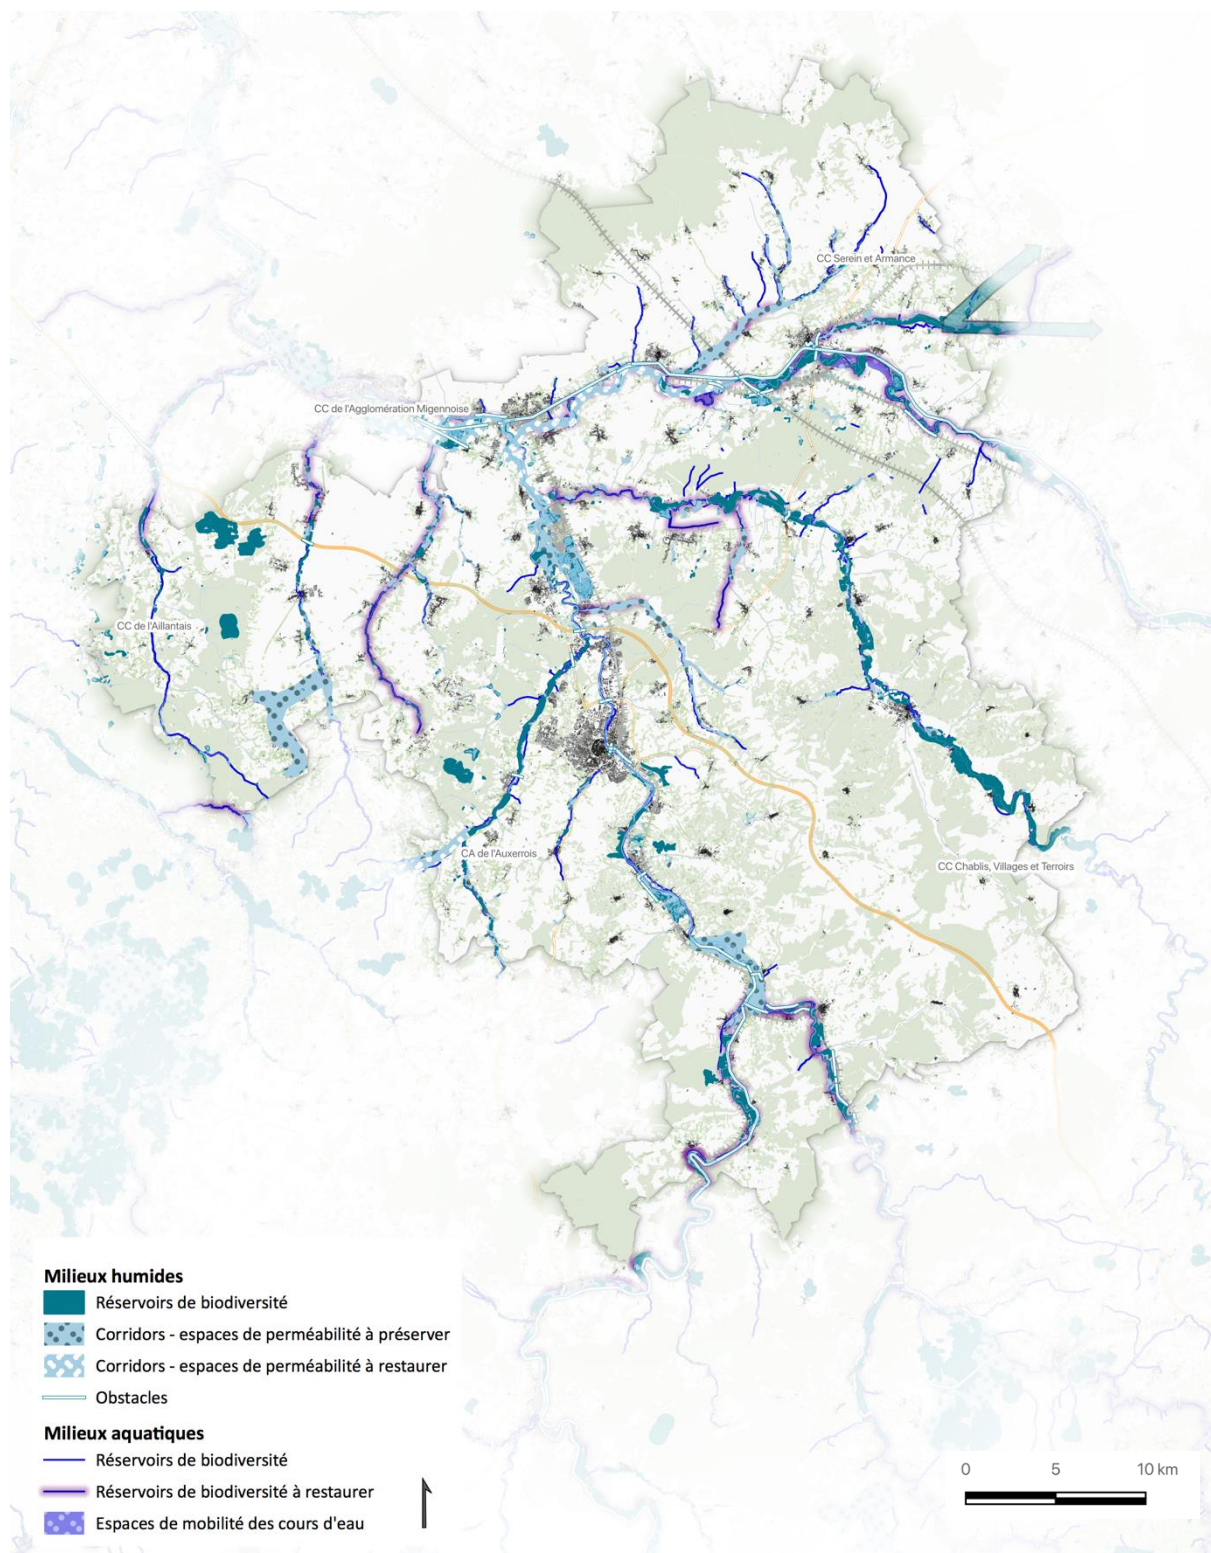 CC Serein et Armance
CC de l'Agglomération Migennoise
CC de l'Aillantais
CA de l'Auxerrois
CC Chablis, Villages et Terroirs
Milieux humides
Réservoirs de biodiversité
Corridors - espaces de perméabilité à préserver
Corridors - espaces de perméabilité à restaurer
Obstacles
Milieux aquatiques
Réservoirs de biodiversité
Réservoirs de biodiversité à restaurer
Espaces de mobilité des cours d'eau
0 5 10 km